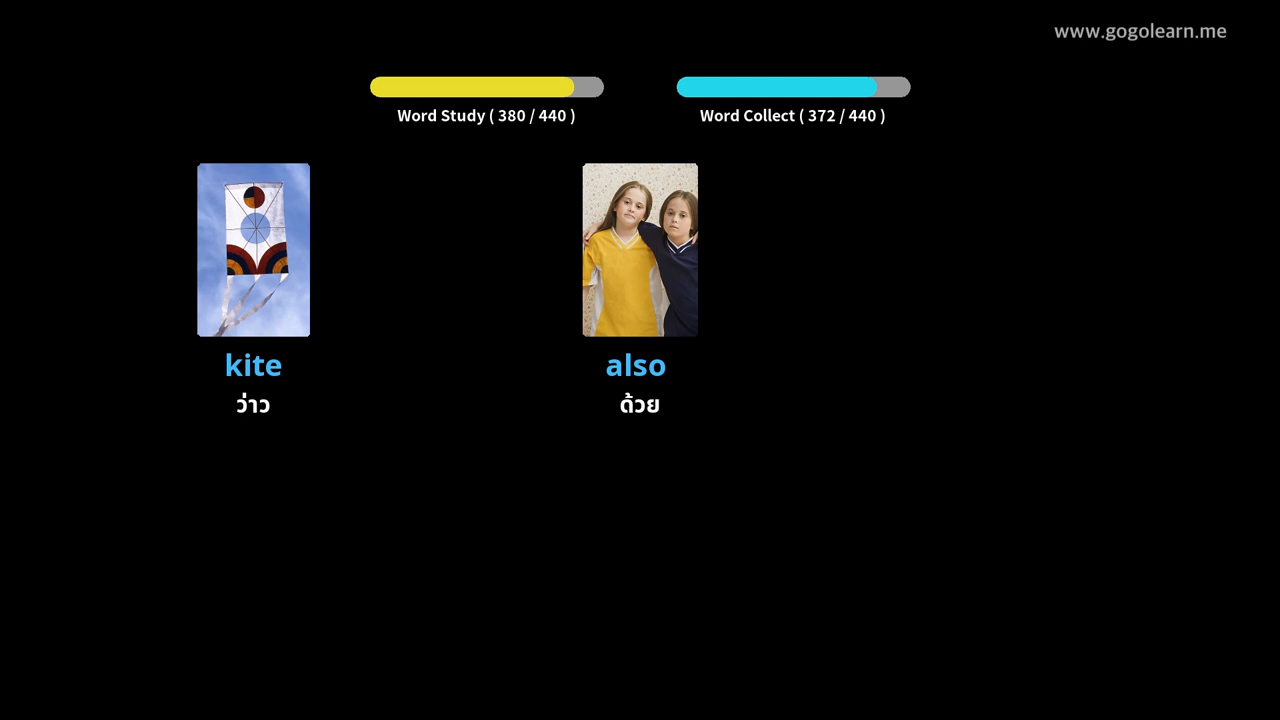 www.gogolearn.me
Word Study ( 380 / 440 )
Word Collect ( 372 / 440 )
kite
also
ว่าว
ด้วย